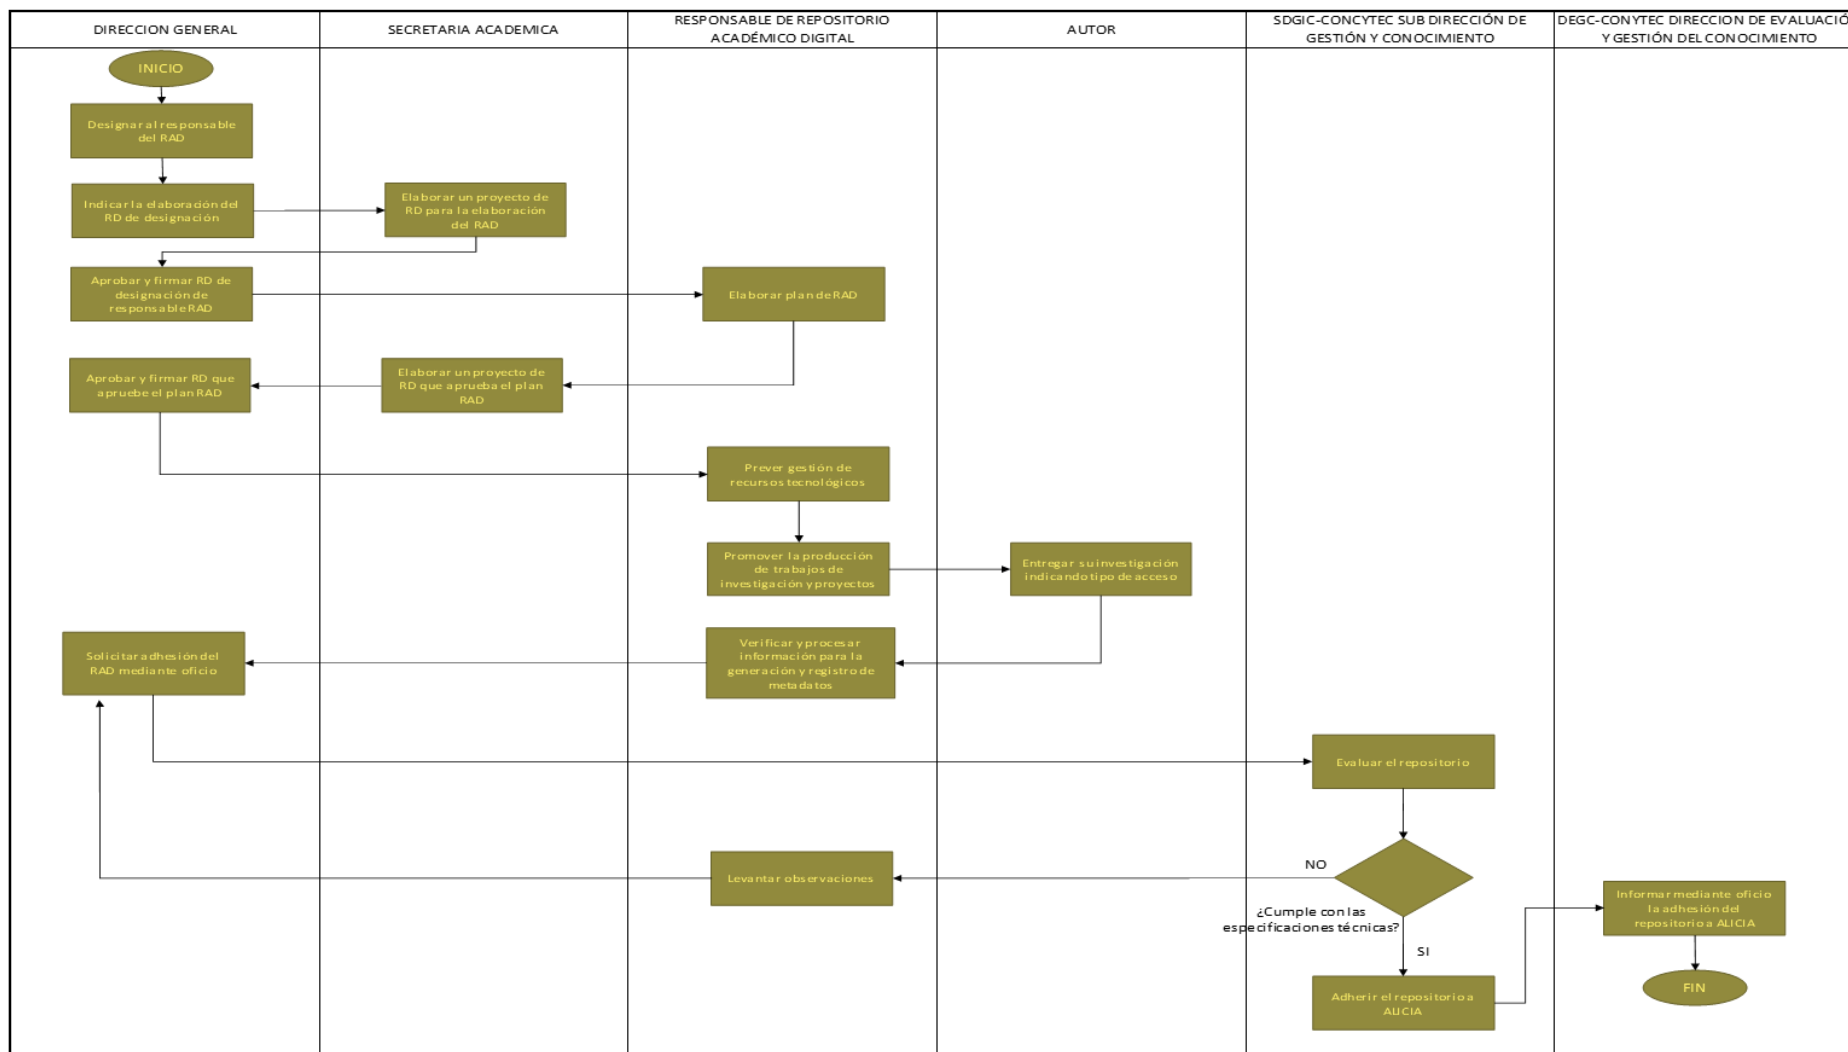 DIRECCION GENERAL
SECRETARIA ACADEMICA
RESPONSABLE DE REPOSITORIO
ACADÉMICO DIGITAL
AUTOR
SDGIC-CONCYTEC SUB DIRECCIÓN DE
GESTIÓN Y CONOCIMIENTO
DEGC-CONYTEC DIRECCION DE EVALUACIÓ
Y GESTIÓN DEL CONOCIMIENTO
INICIO
Designar al responsable
del RAD
Indicar la elaboración del
RD de designación
Elaborar un proyecto de
RD para la elaboración
del RAD
Aprobar y firmar RD de
designación de
responsable RAD
Elaborar plan de RAD
Aprobar y firmar RD que
apruebe el plan RAD
Elaborar un proyecto de
RD que aprueba el plan
RAD
Prever gestión de
recursos tecnológicos
Promover la producción
de trabajos de
investigación y proyectos
Entregar su investigación
indicando tipo de acceso
Solicitar adhesión del
RAD mediante oficio
Verificar y procesar
información para la
generación y registro de
metadatos
Evaluar el repositorio
Levantar observaciones
NO
¿Cumple con las
especificaciones técnicas?
SI
Informar mediante oficio
la adhesión del
repositorio a ALICIA
Adherir el repositorio a
ALICIA
FIN